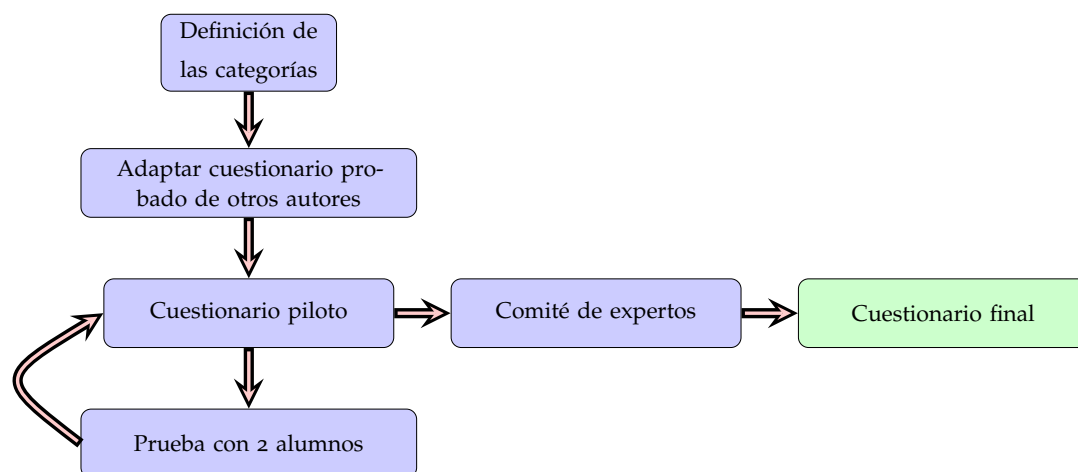 Definición de
las categorías
Adaptar cuestionario pro-
bado de otros autores
Cuestionario piloto
Comité de expertos
Cuestionario final
Prueba con 2 alumnos